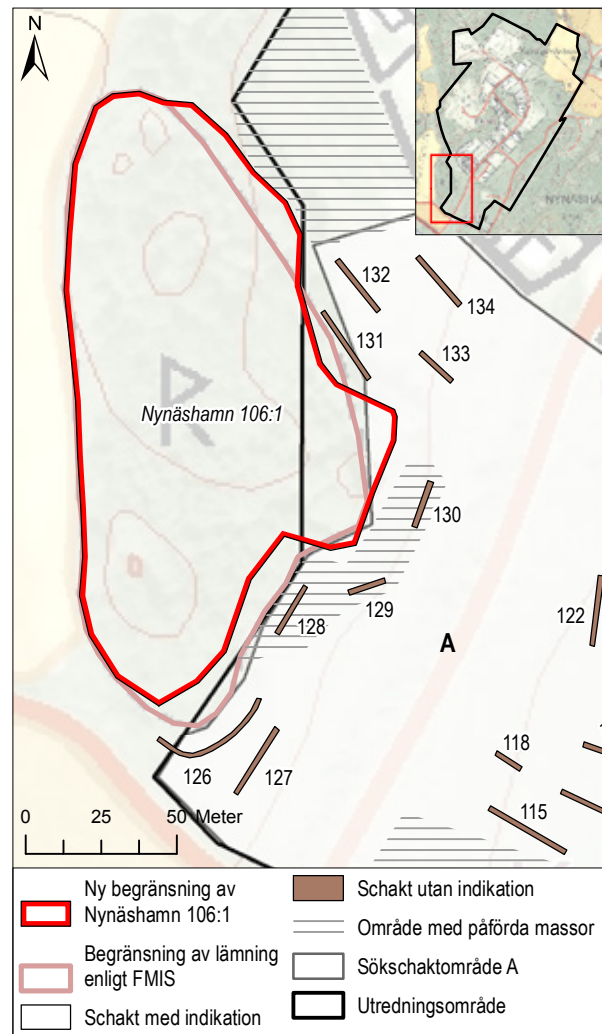 N
NYNÄSHA
132
134
131
133
R
Nynäshamn 106:1
130
129
128
122
A
126
127
118
115
0 25 50 Meter
Ny begränsning av
Nynäshamn 106:1
Begränsning av lämning
enligt FMIS
Schakt med indikation
Schakt utan indikation
Område med påförda massor
Sökschaktområde A
Utredningsområde